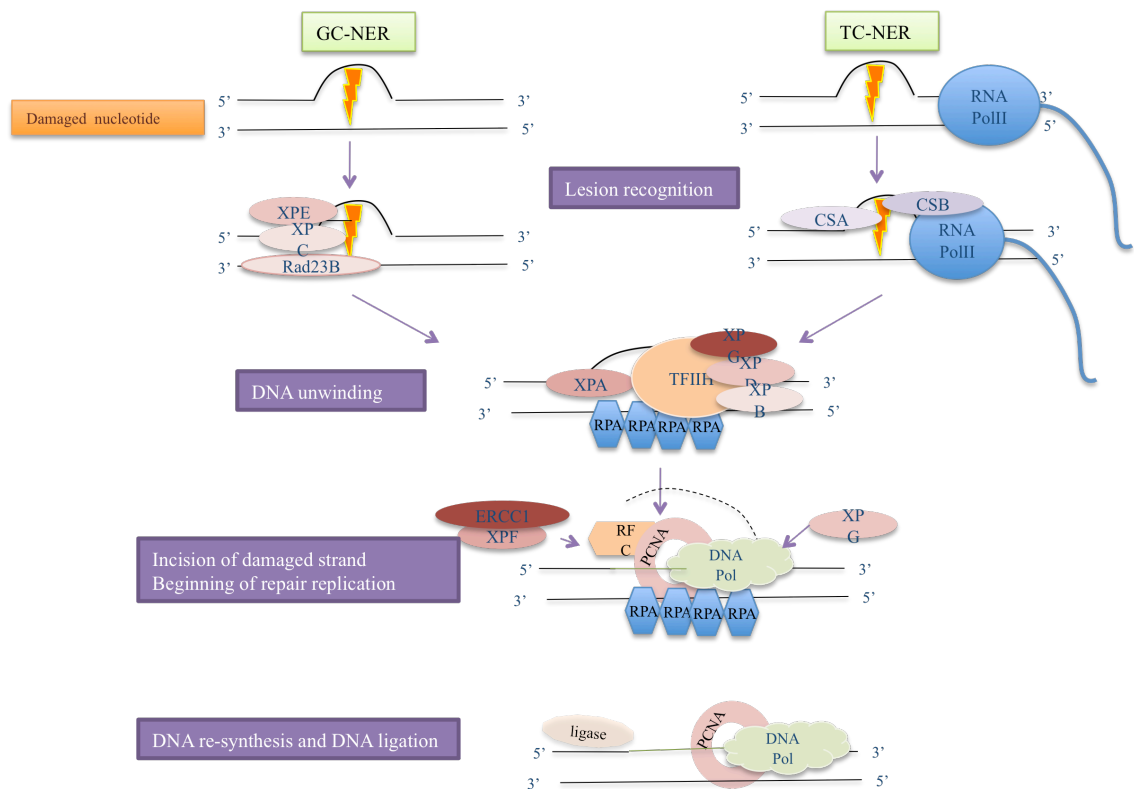 GC-NER
TC-NER
5’
3’
5’
RNA
PolII
3’
Damaged nucleotide
3’
5’
3’
5’
Lesion recognition
XPE
XP
C
5’
3’
Rad23B
3’
5’
CSA
CSB
RNA
PolII
5’
3’
3’
5’
DNA unwinding
5’
XPA
TFIIH
XP
G
XP
D
XP
B
3’
3’
RPA
RPA
RPA
RPA
5’
ERCC1
XPF
RF
C
PCNA
DNA
Pol
XP
G
Incision of damaged strand
Beginning of repair replication
5’
3’
3’
RPA
RPA
RPA
RPA
5’
DNA re-synthesis and DNA ligation
ligase
PCNA
DNA
Pol
5’
3’
3’
5’